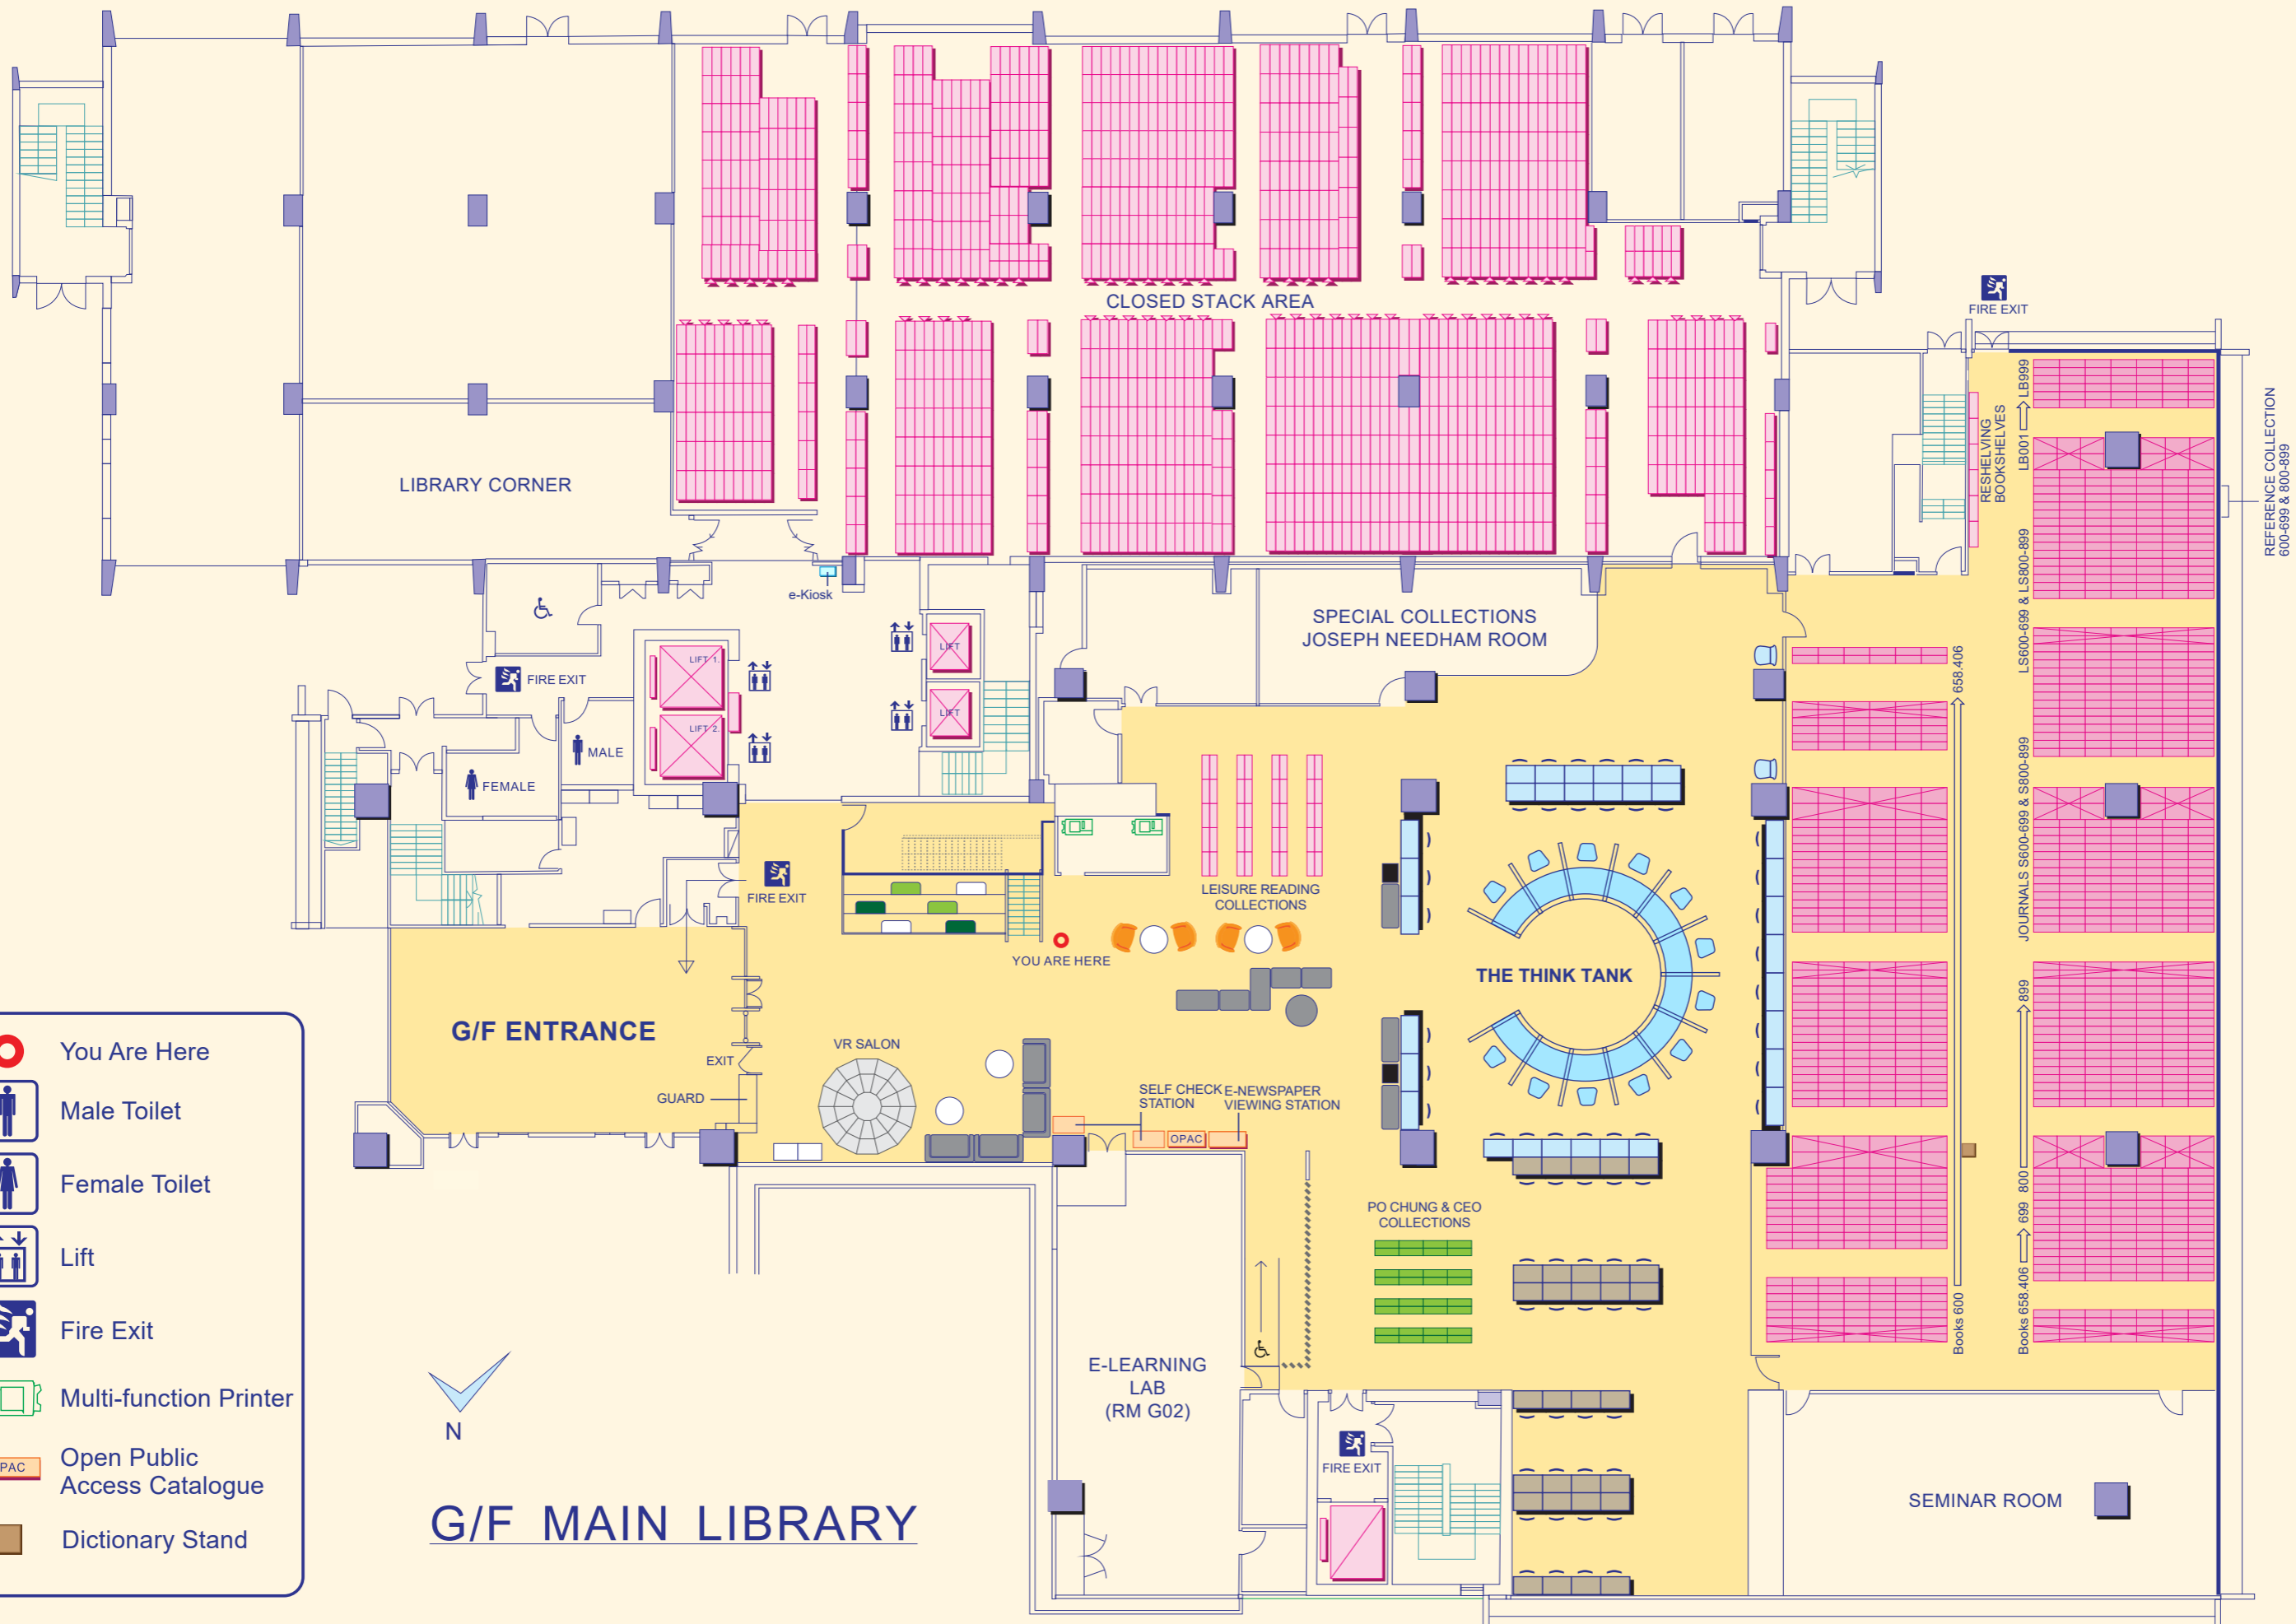 CLOSED STACK AREA
FIRE EXIT
LIBRARY CORNER
RESHELVING
BOOKSHELVES
LB001
LB999
REFERENCE COLLECTION
600-699 & 800-899
e-Kiosk
SPECIAL COLLECTIONS
JOSEPH NEEDHAM ROOM
LS600-699 & LS800-899
LIFT
LIFT
LIFT 1.
LIFT 2.
FIRE EXIT
MALE
FEMALE
658.406
JOURNALS S600-699 & S800-899
FIRE EXIT
LEISURE READING
COLLECTIONS
YOU ARE HERE
THE THINK TANK
G/F ENTRANCE
EXIT
GUARD
VR SALON
SELF CHECK
STATION
E-NEWSPAPER
VIEWING STATION
OPAC
899
800
699
Books 658.406
Books 600
PO CHUNG & CEO
COLLECTIONS
E-LEARNING
LAB
(RM G02)
FIRE EXIT
SEMINAR ROOM
You Are Here
Male Toilet
Female Toilet
Lift
Fire Exit
Multi-function Printer
PAC
Open Public
Access Catalogue
Dictionary Stand
N
G/F MAIN LIBRARY